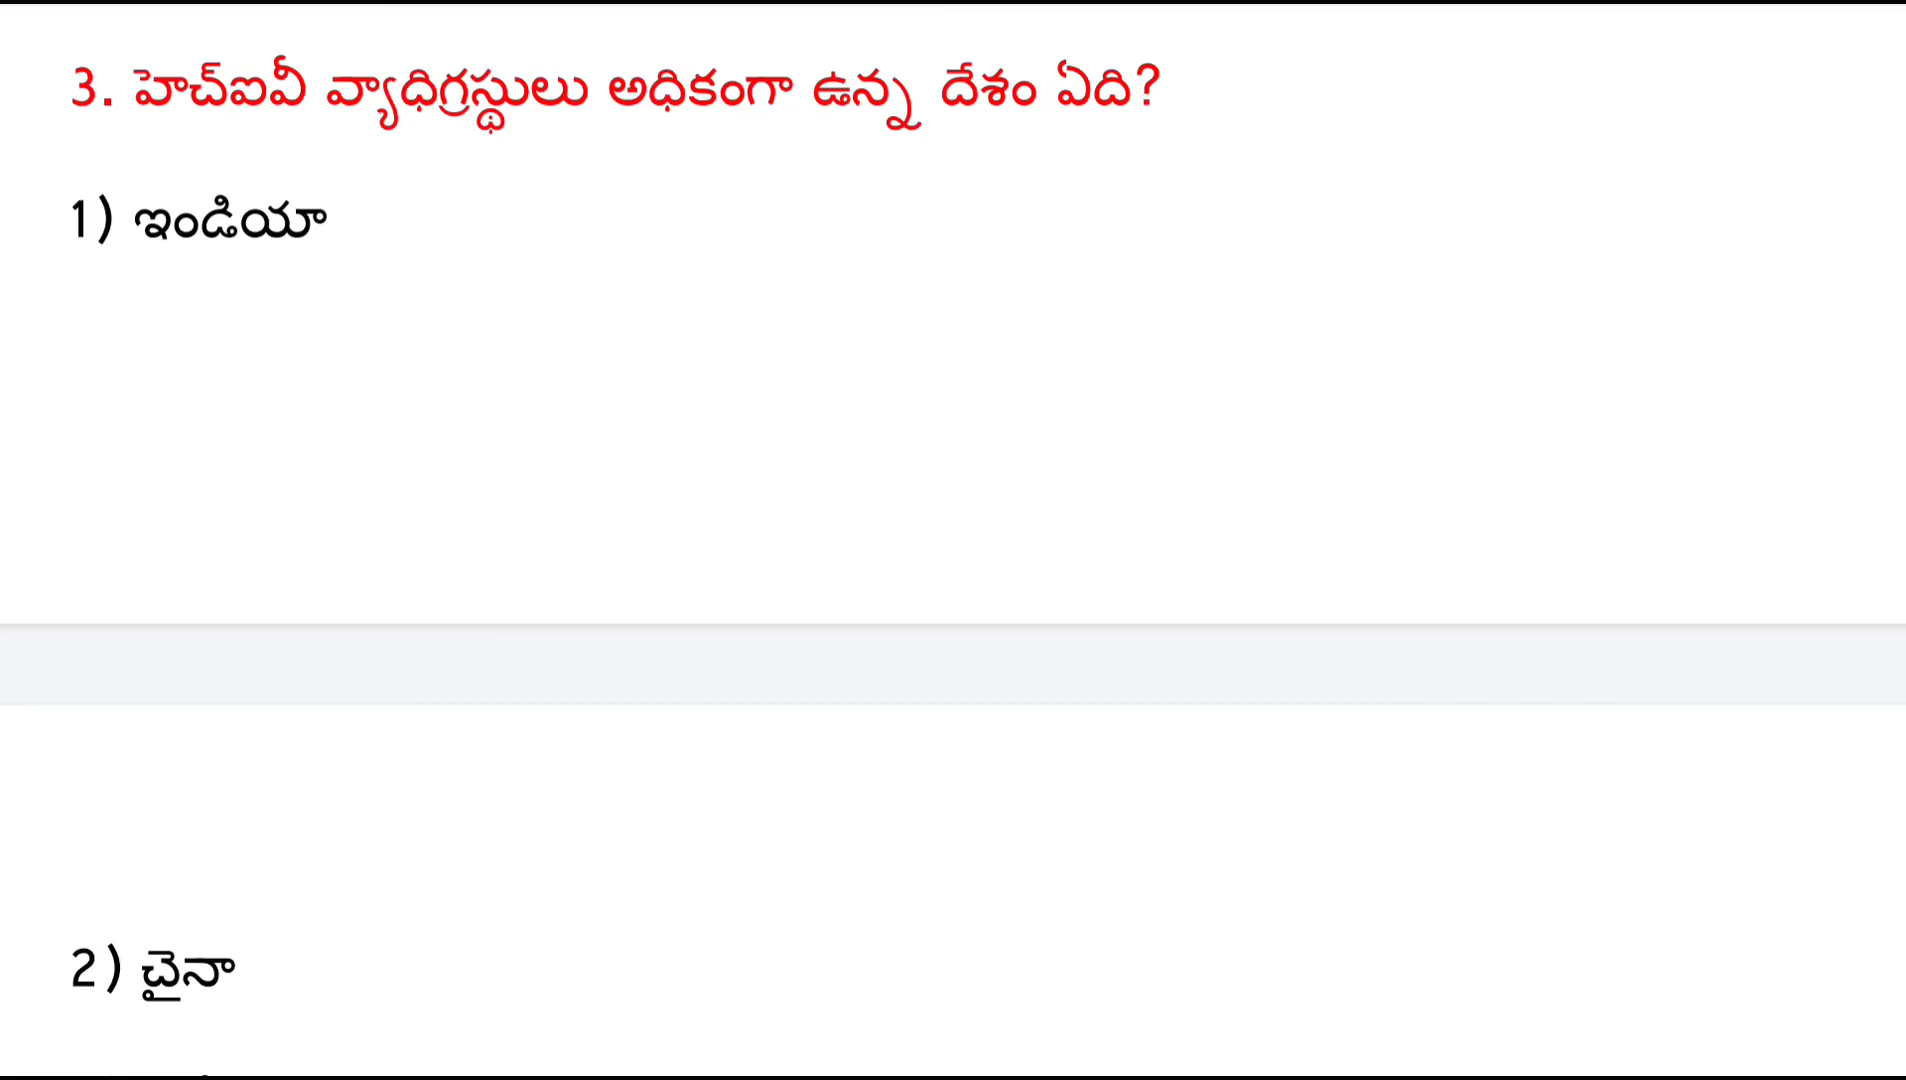 3. హెచ్ఐవీ వ్యాధిగ్రస్థులు అధికంగా ఉన్న దేశం ఏది?
1) ఇండియా
2) చైనా